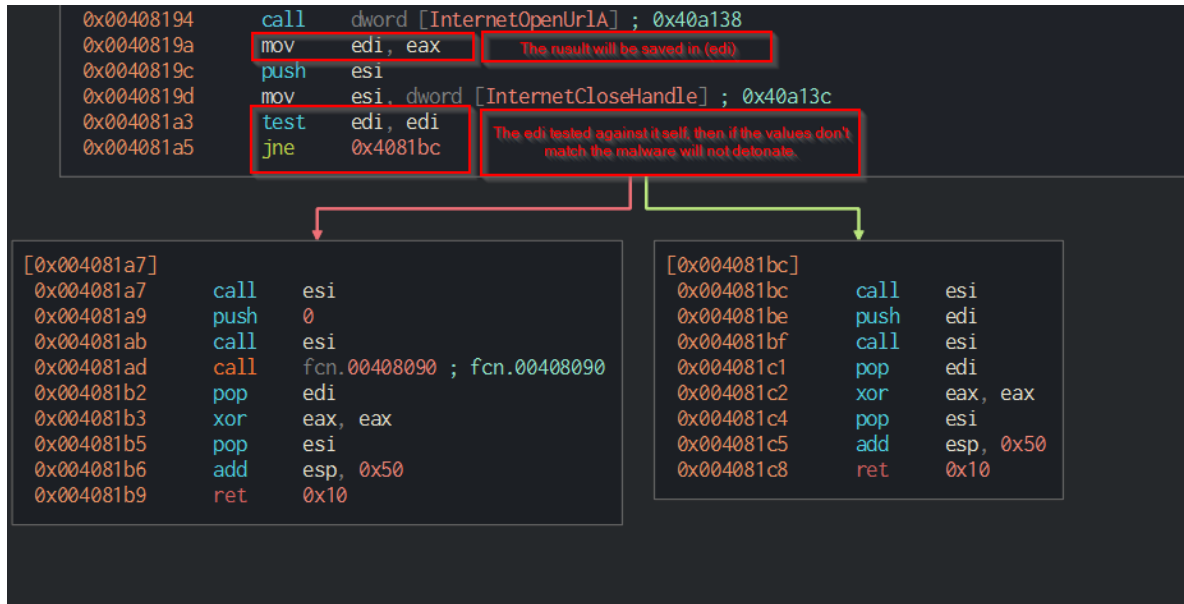 0x00408194 call dword [InternetOpenUrlA] ; 0x40a138
0x0040819a mov edi, eax The rusult will be saved in (edi)
0x0040819c push esi
0x0040819d mov esi, dword [InternetCloseHandle] ; 0x40a13c
0x004081a3 test edi, edi
0x004081a5 jne 0x4081bc
The edi tested against it self, then if the values don't
match the malware will not detonate.
[0x004081a7]
0x004081a7 call esi
0x004081a9 push 0
0x004081ab call esi
0x004081ad call fcn.00408090 ; fcn.00408090
0x004081b2 pop edi
0x004081b3 xor eax, eax
0x004081b5 pop esi
0x004081b6 add esp, 0x50
0x004081b9 ret 0x10
[0x004081bc]
0x004081bc call esi
0x004081be push edi
0x004081bf call esi
0x004081c1 pop edi
0x004081c2 xor eax, eax
0x004081c4 pop esi
0x004081c5 add esp, 0x50
0x004081c8 ret 0x10